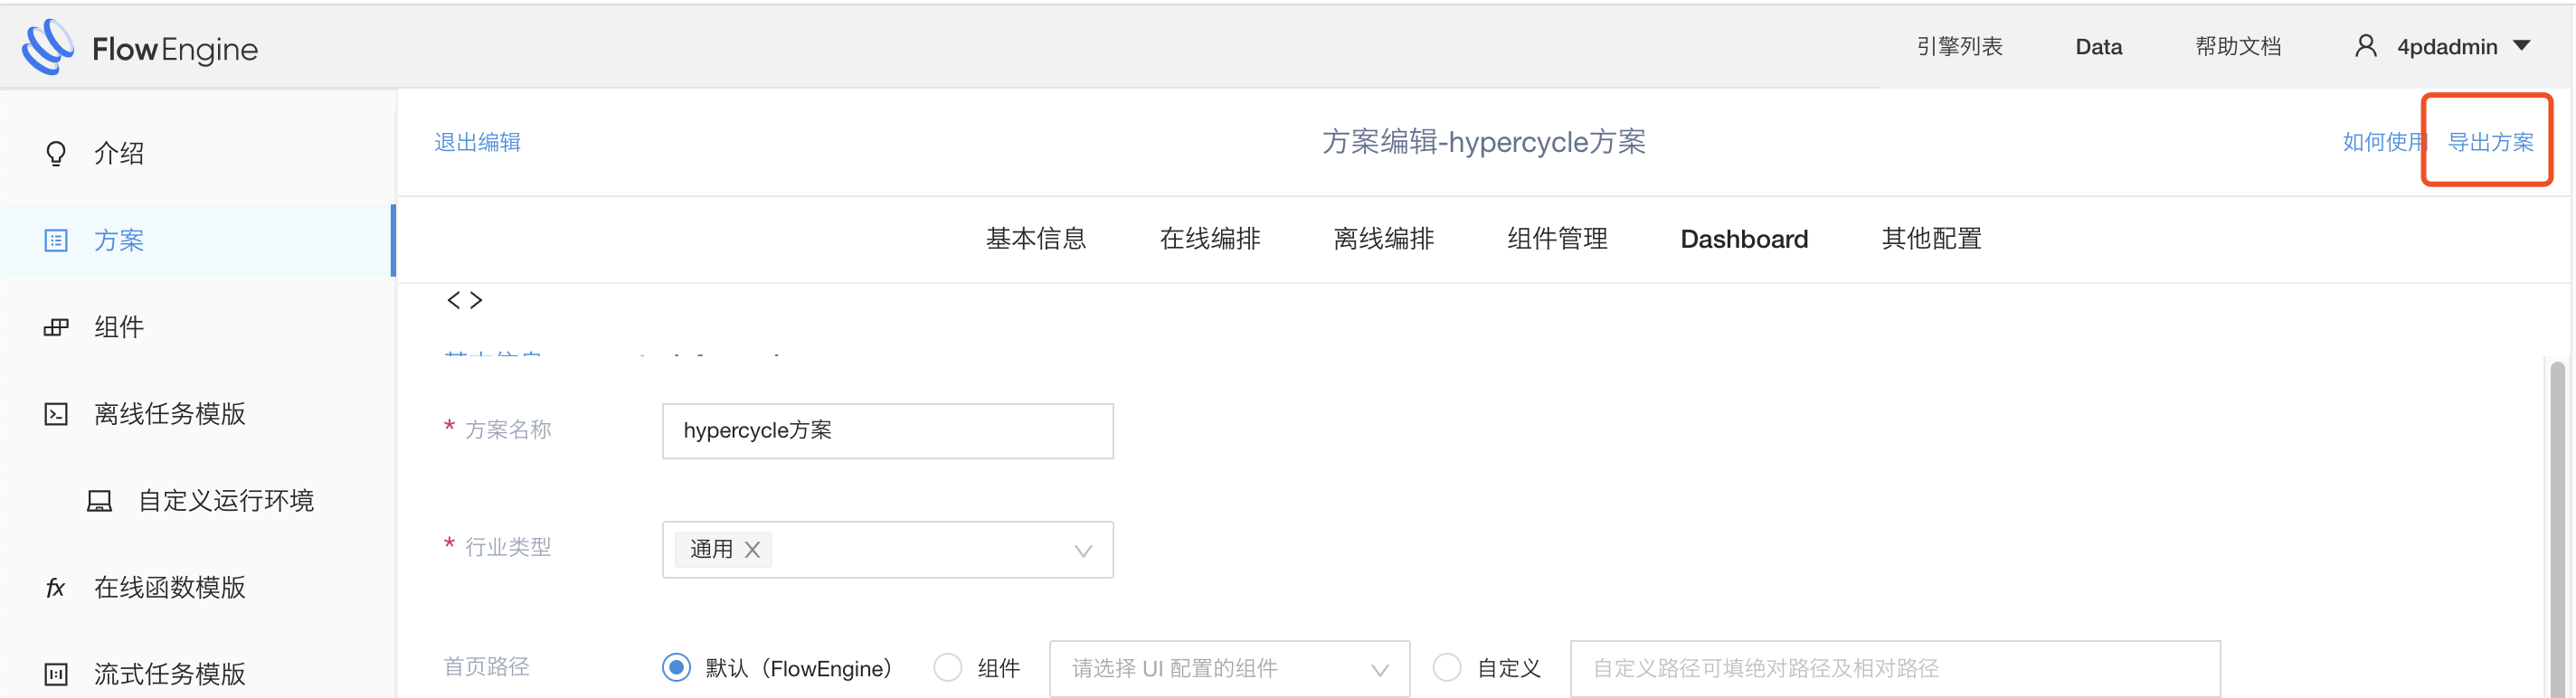 FlowEngine
引擎列表 Data 帮助文档 4pdadmin
退出编辑 方案编辑-hypercycle方案 如何使用 导出方案
基本信息 在线编排 离线编排 组件管理 Dashboard 其他配置
介绍
方案
组件
离线任务模版
自定义运行环境
fx 在线函数模版
流式任务模版
<>
基本信息
* 方案名称 hypercycle方案
* 行业类型 通用 X
首页路径 默认（FlowEngine） 组件 请选择 UI 配置的组件 自定义 自定义路径可填绝对路径及相对路径